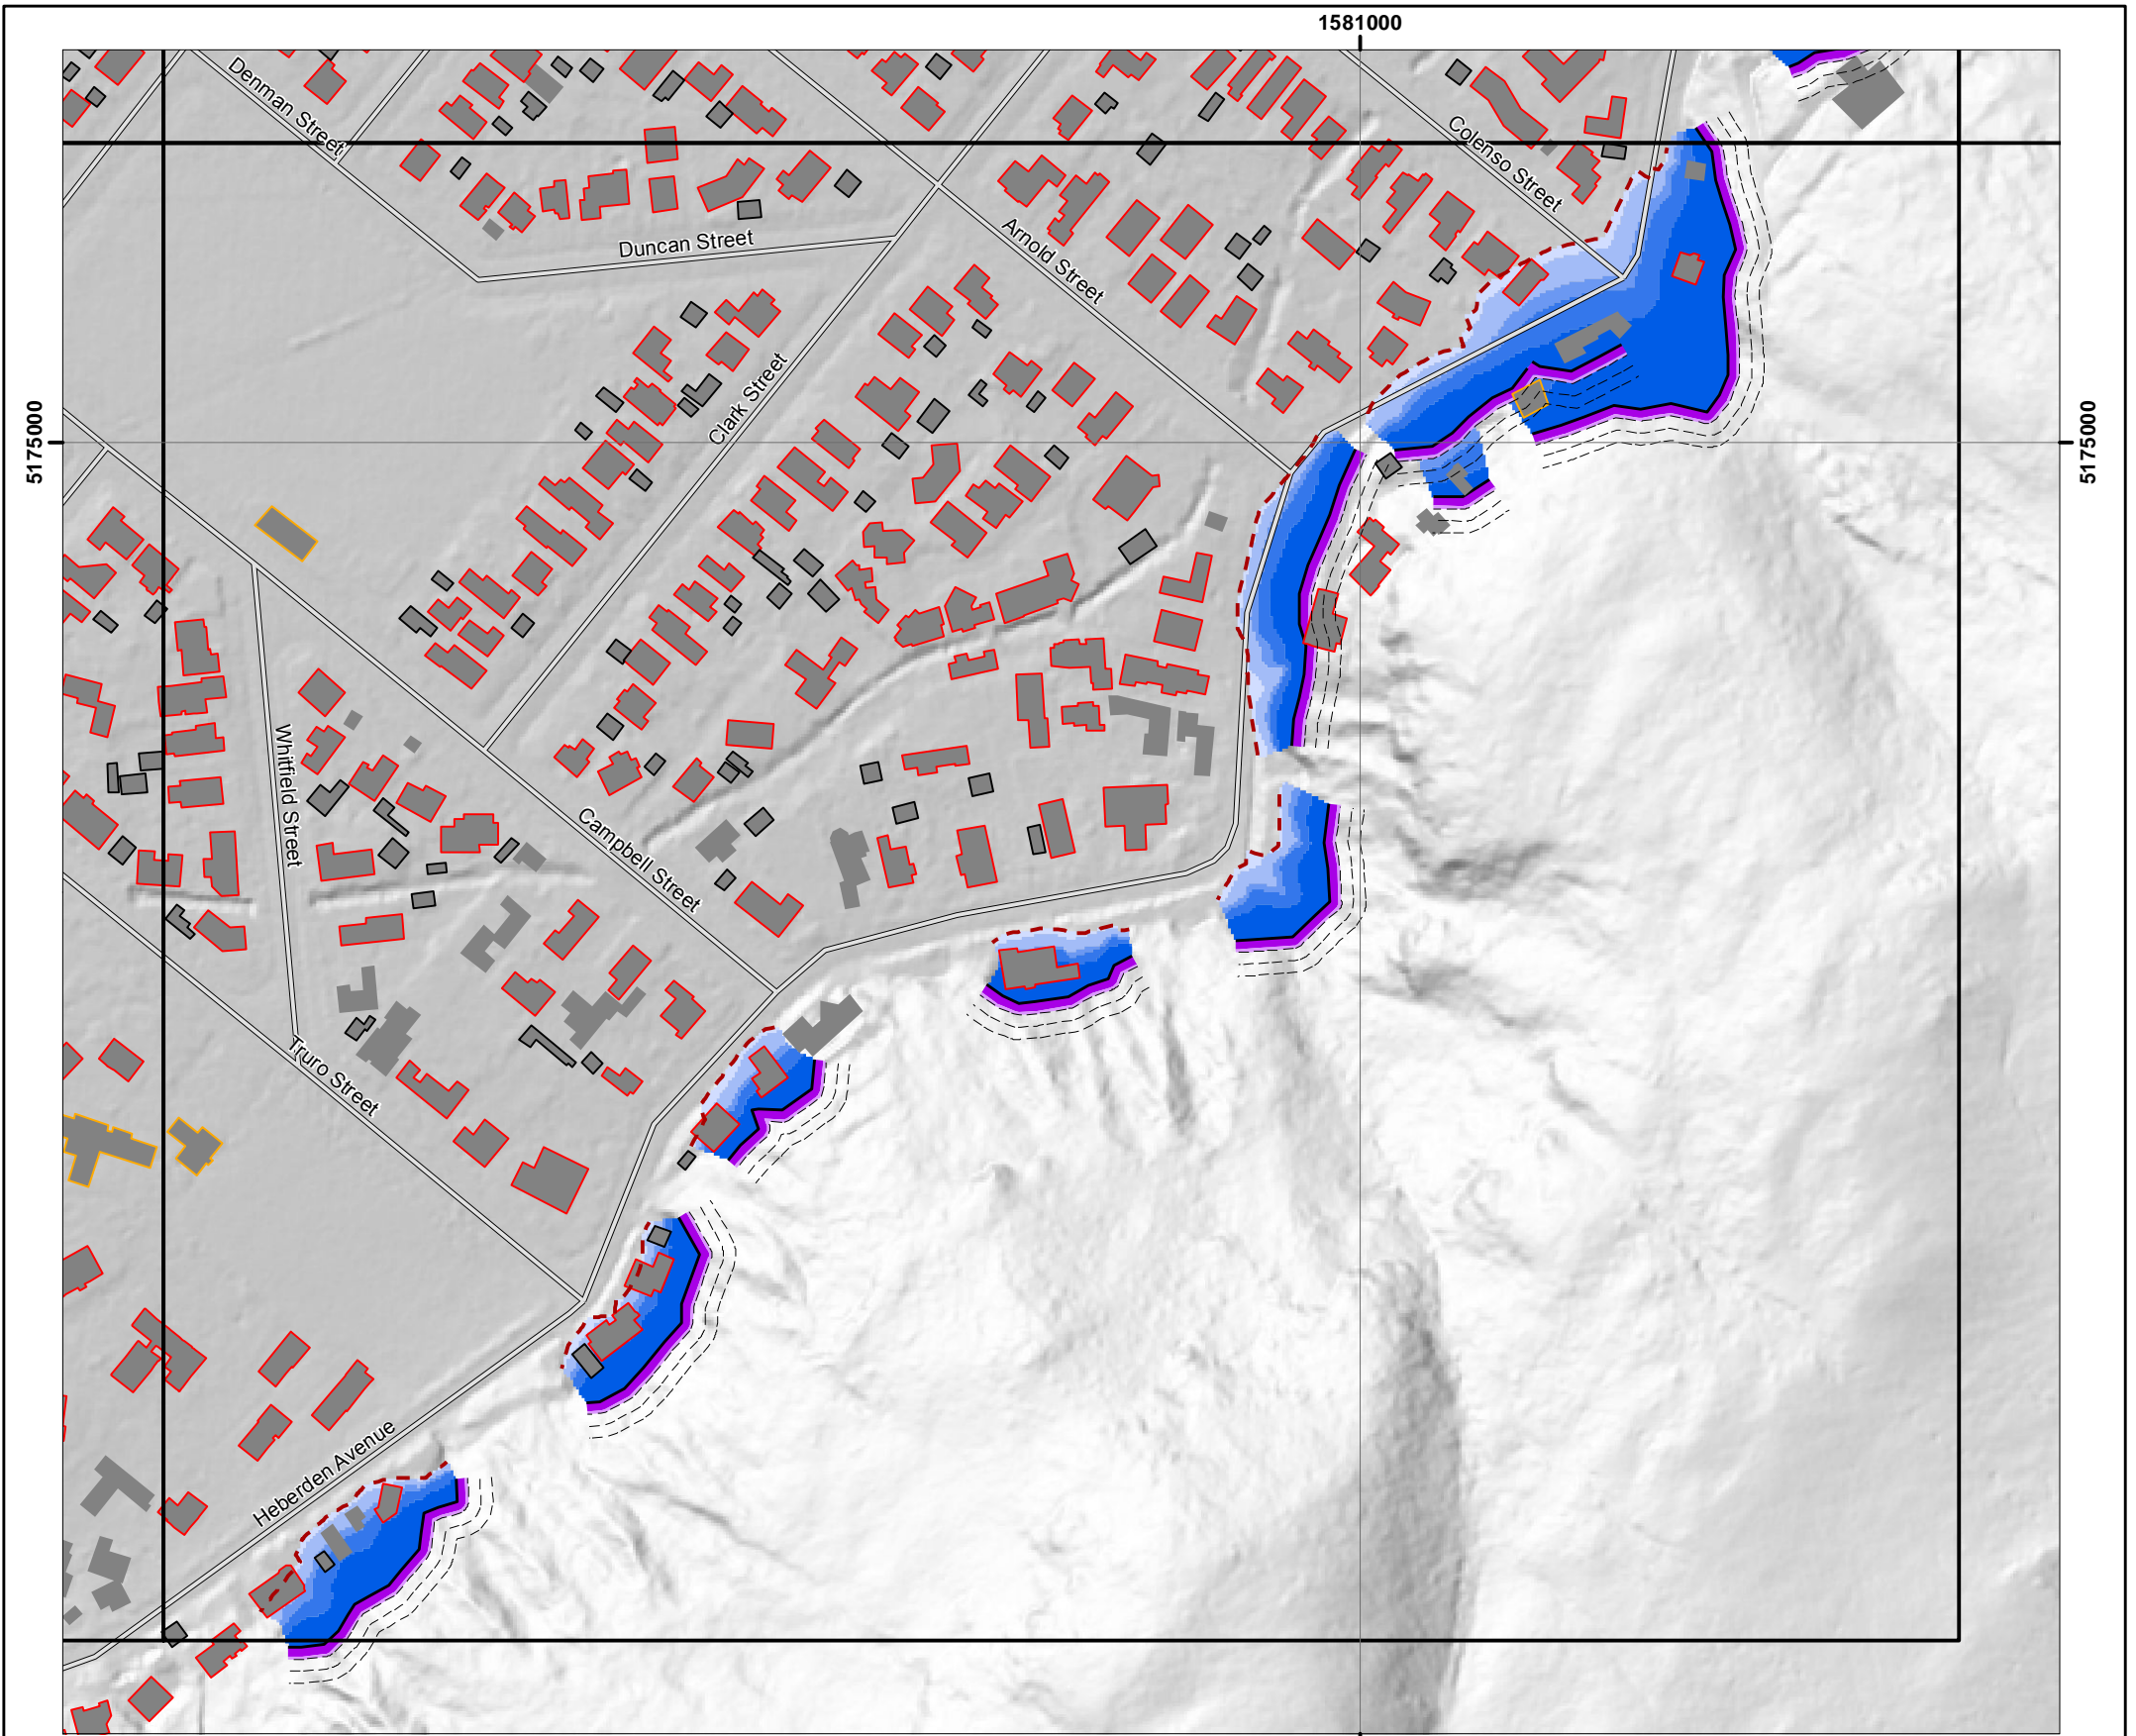 1581000
Denman Street
Colenso Street
Duncan Street
Arnold Street
5175000
5175000
Clark Street
Whitfield Street
Campbell Street
Truro Street
Heberden Avenue